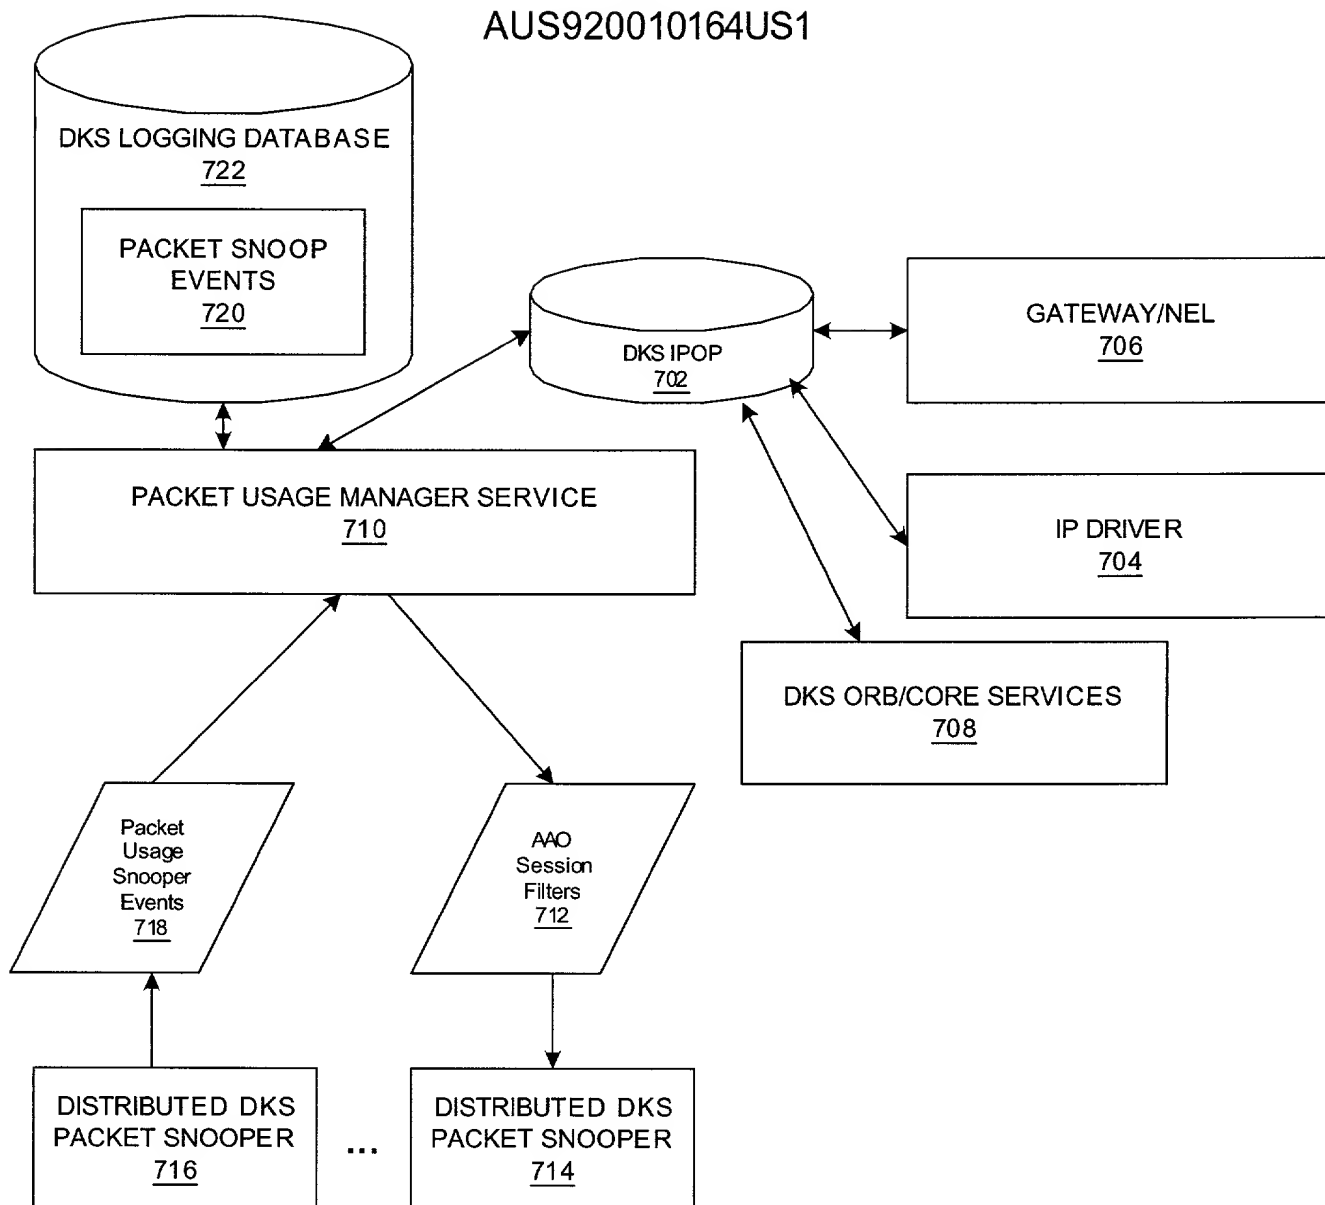 AUS920010164US1
DKS LOGGING DATABASE
722
PACKET SNOOP
EVENTS
720
DKS IPOP
702
GATEWAY/NEL
706
PACKET USAGE MANAGER SERVICE
710
IP DRIVER
704
DKS ORB/CORE SERVICES
708
Packet
Usage
Snooper
Events
718
AAO
Session
Filters
712
DISTRIBUTED DKS
PACKET SNOOPER
716
...
DISTRIBUTED DKS
PACKET SNOOPER
714